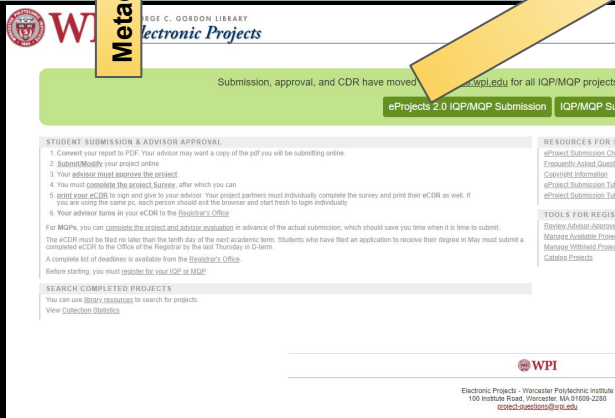 Metad
W
ORGE C. GORDON LIBRARY
lectronic Projects
Submission, approval, and CDR have moved .wpi.edu for all IQP/MQP projects
eProjects 2.0 IQP/MQP Submission
IQP/MQP Su
STUDENT SUBMISSION & ADVISOR APPROVAL
1. Convert your report to PDF. Your advisor may want a copy of the pdf you will be submitting online.
2. Submit/Modify your project online
3. Your advisor must approve the project.
4. You must complete the project Survey, after which you can
5. print your eCDR to sign and give to your advisor. Your project partners must individually complete the survey and print their eCDR as well. If
you are using the same pc, each person should exit the browser and start fresh to login individually.
6. Your advisor turns in your eCDR to the Registrar's Office
For MQPs, you can complete the project and advisor evaluation in advance of the actual submission, which should save you time when it is time to submit.
The eCDR must be filed no later than the tenth day of the next academic term. Students who have filed an application to receive their degree in May must submit a
completed eCDR to the Office of the Registrar by the last Thursday in D-term.
A complete list of deadlines is available from the Registrar's Office.
Before starting, you must register for your IQP or MQP.
SEARCH COMPLETED PROJECTS
You can use library resources to search for projects.
View Collection Statistics
RESOURCES FOR S
eProject Submission Ch
Frequently Asked Quest
Copyright Information
eProject Submission Tut
eProject Submission Tut
TOOLS FOR REGIS
Review Advisor-Approve
Manage Available Projec
Manage Withheld Projec
Catalog Projects
WPI
Electronic Projects - Worcester Polytechnic Institute
100 Institute Road, Worcester, MA 01609-2280
project-questions@wpi.edu